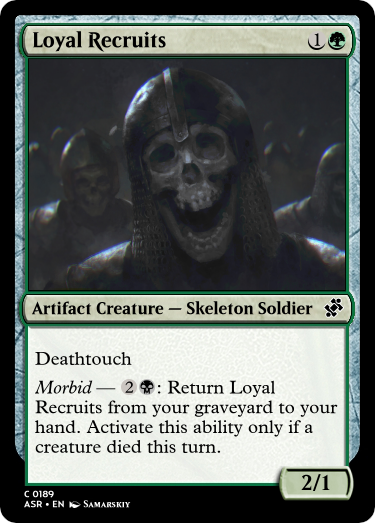 Loyal Recruits 1
Artifact Creature — Skeleton Soldier
Deathtouch
Morbid — 2: Return Loyal
Recruits from your graveyard to your
hand. Activate this ability only if a
creature died this turn.
2/1
C 0189
ASR • EN Samarskiy